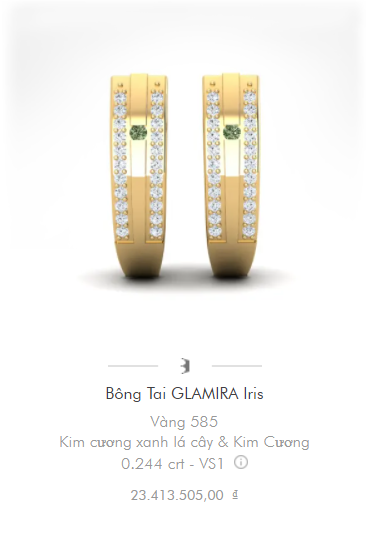 Bông Tai GLAMIRA Iris
Vàng 585
Kim cương xanh lá cây & Kim Cương
0.244 crt - VS1
23.413.505,00 ₫